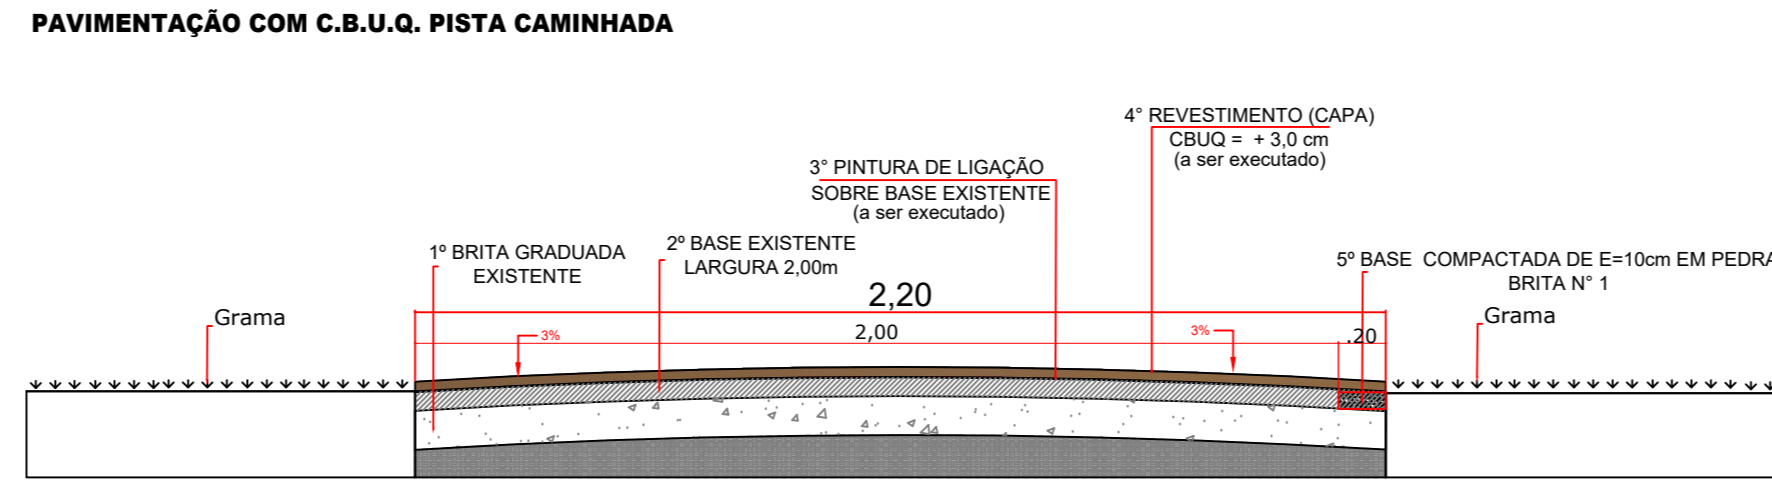 PAVIMENTAÇÃO COM C.B.U.Q. PISTA CAMINHADA
4° REVESTIMENTO (CAPA)
CBUQ = + 3,0 cm
(a ser executado)
3° PINTURA DE LIGAÇÃO
SOBRE BASE EXISTENTE
(a ser executado)
1º BRITA GRADUADA
EXISTENTE
2º BASE EXISTENTE
LARGURA 2,00m
5º BASE COMPACTADA DE E=10cm EM PEDRA
BRITA N° 1
2,20
Grama
Grama
3%
2,00
3%
.20